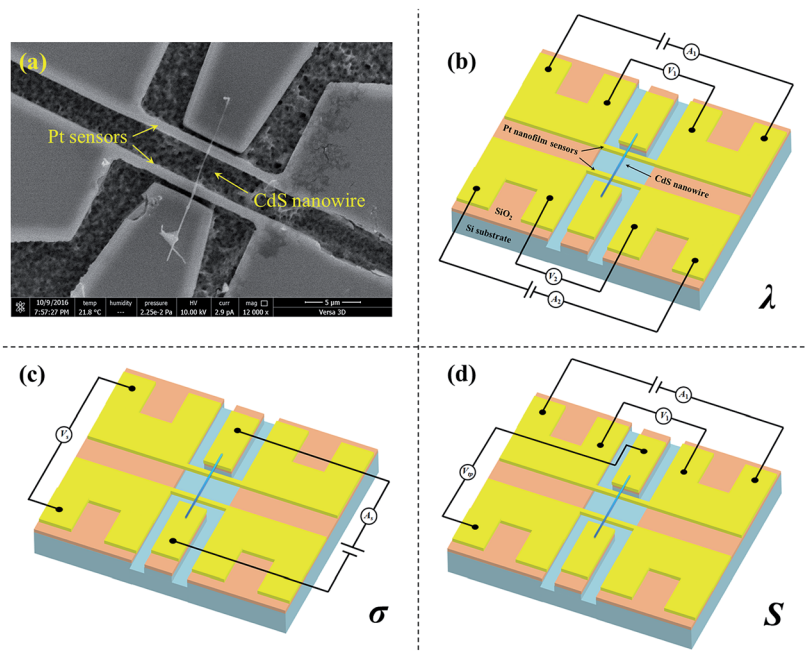 (a)
Pt sensors
CdS nanowire
10/9/2016
7:57:27 PM
temp
21.8 °C
humidity
---
pressure
2.25e-2 Pa
HV
10.00 kV
curr
2.9 pA
mag
12 000 x
5 µm
Versa 3D
(b)
A1
V1
Pt nanofilm sensors
CdS nanowire
SiO2
Si substrate
V2
A2
λ
(c)
V3
A3
σ
(d)
A1
V1
S